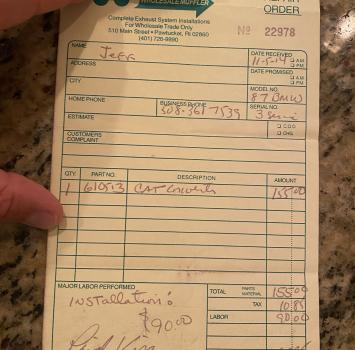 WHOLESALE MUFFLER
ORDER
Complete Exhaust System Installations
For Wholesale Trade Only
510 Main Street • Pawtucket, RI 02860
(401) 726-9890
№ 22978
NAME Jeff
DATE RECEIVED 11-5-14 A.M. P.M.
ADDRESS
DATE PROMISED A.M. P.M.
CITY
MODEL NO. 87 BMW
HOME PHONE
BUSINESS PHONE 508-361-7539
SERIAL NO. 3 Series
ESTIMATE
C.O.D.
CHG.
CUSTOMERS COMPLAINT
QTY. PART NO. DESCRIPTION AMOUNT
1 610513 CAT Converter 155.00
MAJOR LABOR PERFORMED
Installation:
$90.00
TOTAL PARTS MATERIAL 155.00
TAX 10.85
LABOR 90.00